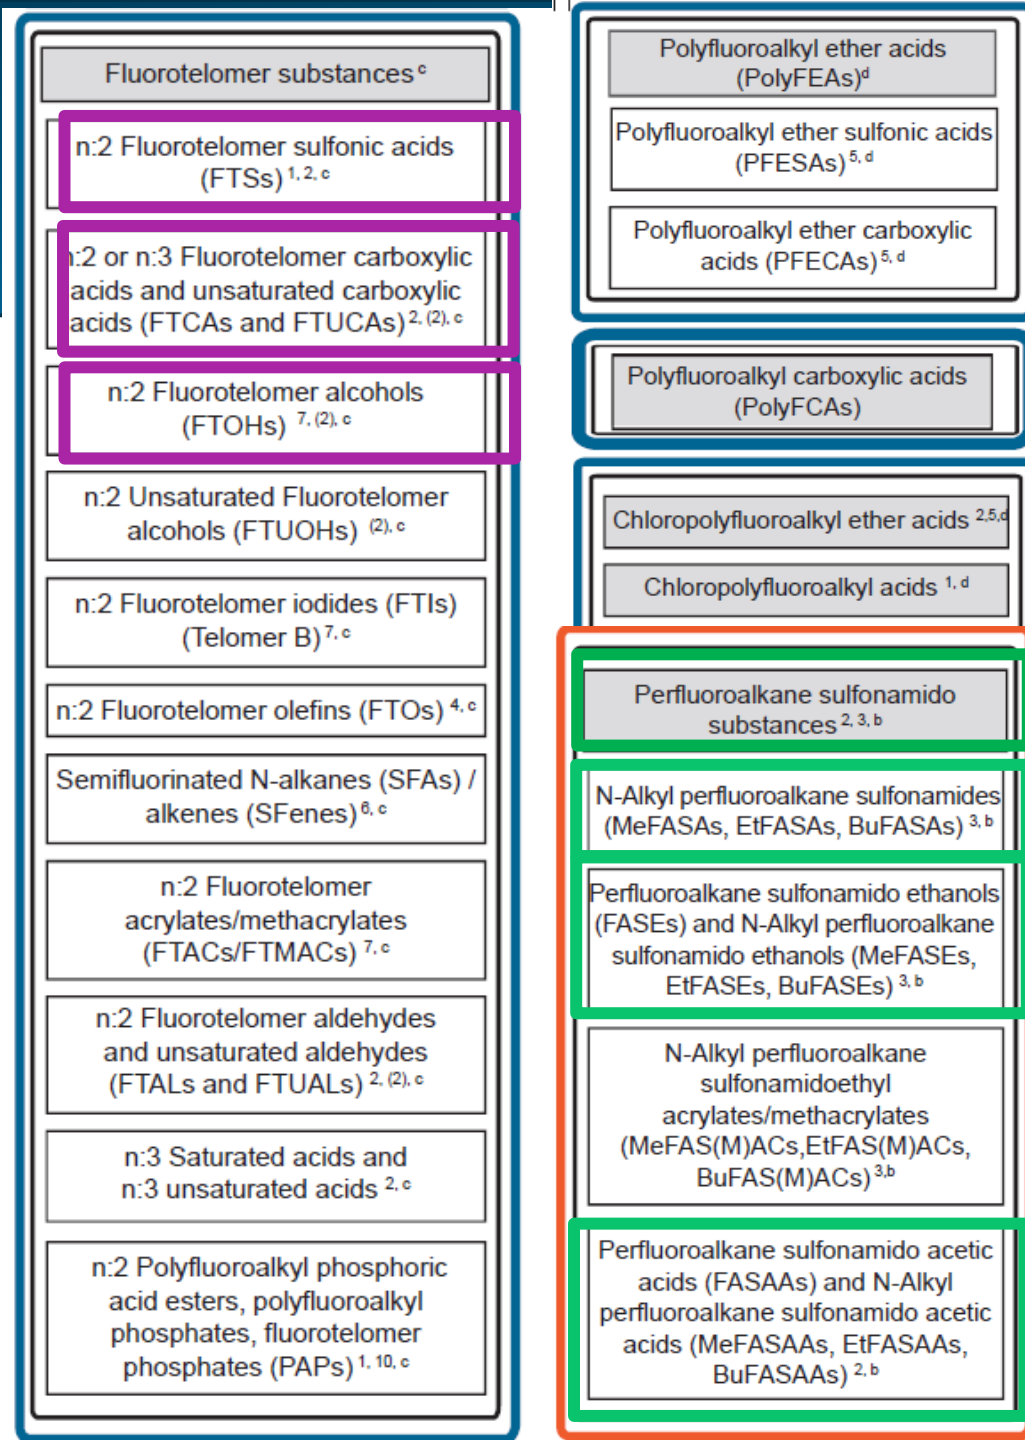 Fluorotelomer substances c
n:2 Fluorotelomer sulfonic acids
(FTSs) 1, 2, c
n:2 or n:3 Fluorotelomer carboxylic
acids and unsaturated carboxylic
acids (FTCAs and FTUCAs) 2, (2), c
n:2 Fluorotelomer alcohols
(FTOHs) 7, (2), c
n:2 Unsaturated Fluorotelomer
alcohols (FTUOHs) (2), c
n:2 Fluorotelomer iodides (FTIs)
(Telomer B) 7, c
n:2 Fluorotelomer olefins (FTOs) 4, c
Semifluorinated N-alkanes (SFAs) /
alkenes (SFenes) 6, c
n:2 Fluorotelomer
acrylates/methacrylates
(FTACs/FTMACs) 7, c
n:2 Fluorotelomer aldehydes
and unsaturated aldehydes
(FTALs and FTUALs) 2, (2), c
n:3 Saturated acids and
n:3 unsaturated acids 2, c
n:2 Polyfluoroalkyl phosphoric
acid esters, polyfluoroalkyl
phosphates, fluorotelomer
phosphates (PAPs) 1, 10, c
Polyfluoroalkyl ether acids
(PolyFEAs)d
Polyfluoroalkyl ether sulfonic acids
(PFESAs) 5, d
Polyfluoroalkyl ether carboxylic
acids (PFECAs) 5, d
Polyfluoroalkyl carboxylic acids
(PolyFCAs)
Chloropolyfluoroalkyl ether acids 2,5,d
Chloropolyfluoroalkyl acids 1, d
Perfluoroalkane sulfonamido
substances 2, 3, b
N-Alkyl perfluoroalkane sulfonamides
(MeFASAs, EtFASAs, BuFASAs) 3, b
Perfluoroalkane sulfonamido ethanols
(FASEs) and N-Alkyl perfluoroalkane
sulfonamido ethanols (MeFASEs,
EtFASEs, BuFASEs) 3, b
N-Alkyl perfluoroalkane
sulfonamidoethyl
acrylates/methacrylates
(MeFAS(M)ACs,EtFAS(M)ACs,
BuFAS(M)ACs) 3,b
Perfluoroalkane sulfonamido acetic
acids (FASAAs) and N-Alkyl
perfluoroalkane sulfonamido acetic
acids (MeFASAAs, EtFASAAs,
BuFASAAs) 2, b